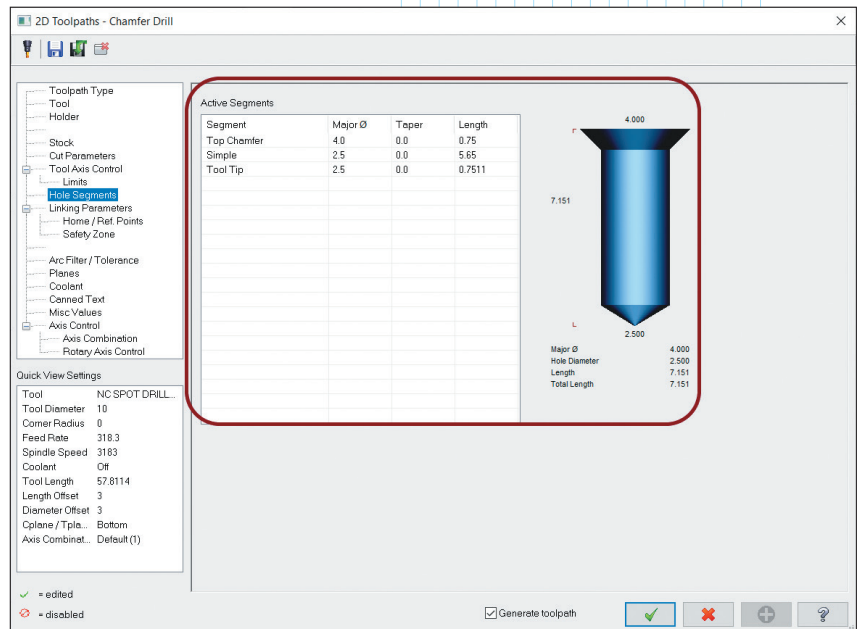 2D Toolpaths - Chamfer Drill
Toolpath Type
Tool
Holder
Stock
Cut Parameters
Tool Axis Control
Limits
Hole Segments
Linking Parameters
Home / Ref. Points
Safety Zone
Arc Filter / Tolerance
Planes
Coolant
Canned Text
Misc Values
Axis Control
Axis Combination
Rotary Axis Control
Quick View Settings
Tool NC SPOT DRILL...
Tool Diameter 10
Corner Radius 0
Feed Rate 318.3
Spindle Speed 3183
Coolant Off
Tool Length 57.8114
Length Offset 3
Diameter Offset 3
Cplane / Tpla... Bottom
Axis Combinat... Default (1)
= edited
= disabled
Active Segments
Segment Major Ø Taper Length
Top Chamfer 4.0 0.0 0.75
Simple 2.5 0.0 5.65
Tool Tip 2.5 0.0 0.7511
4.000
7.151
2.500
Major Ø 4.000
Hole Diameter 2.500
Length 7.151
Total Length 7.151
Generate toolpath